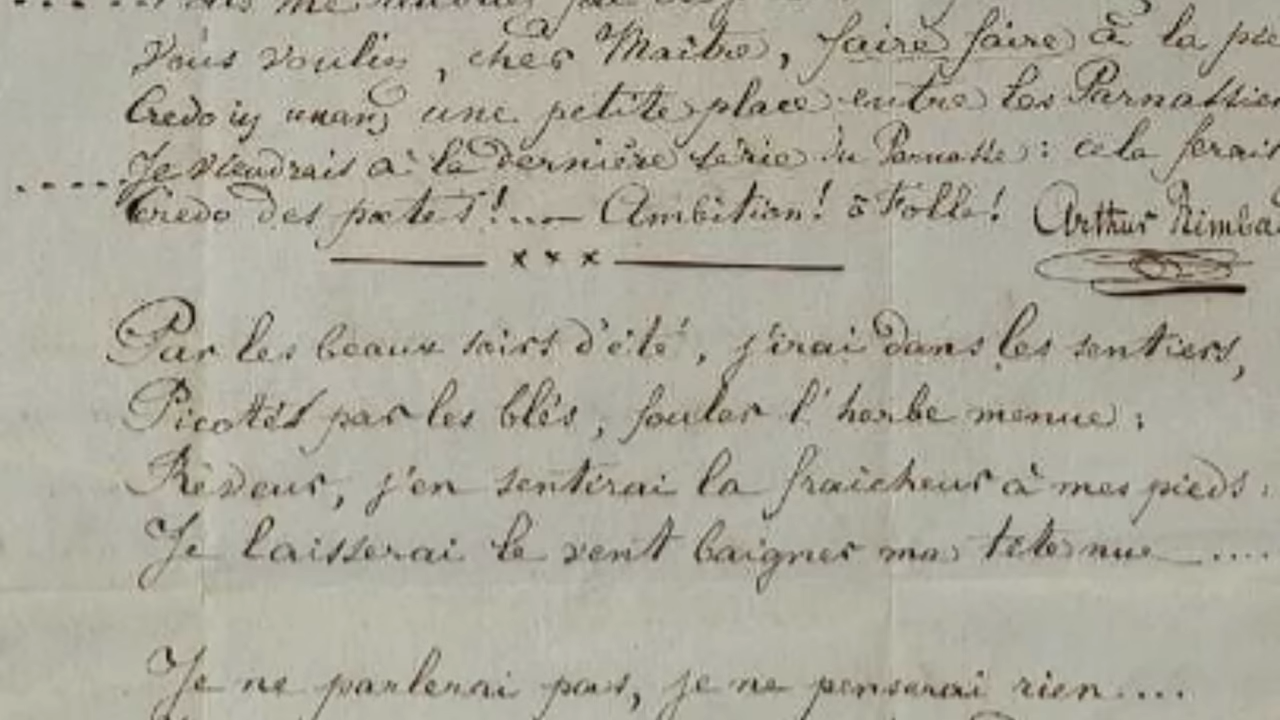 Vous vouliez, cher Maître, faire faire à la
Credo in unam une petite place entre les Parnassien
Je viendrais à la dernière série du Parnasse : cela ferait
Credo des poètes !... — Ambition ! ô Folle ! Arthur Rimba
x x x
Par les beaux soirs d'été, j'irai dans les sentiers,
Picotés par les blés, fouler l'herbe menue :
Rêveur, j'en sentirai la fraîcheur à mes pieds :
Je laisserai le vent baigner ma tête nue ....
Je ne parlerai pas, je ne penserai rien ....